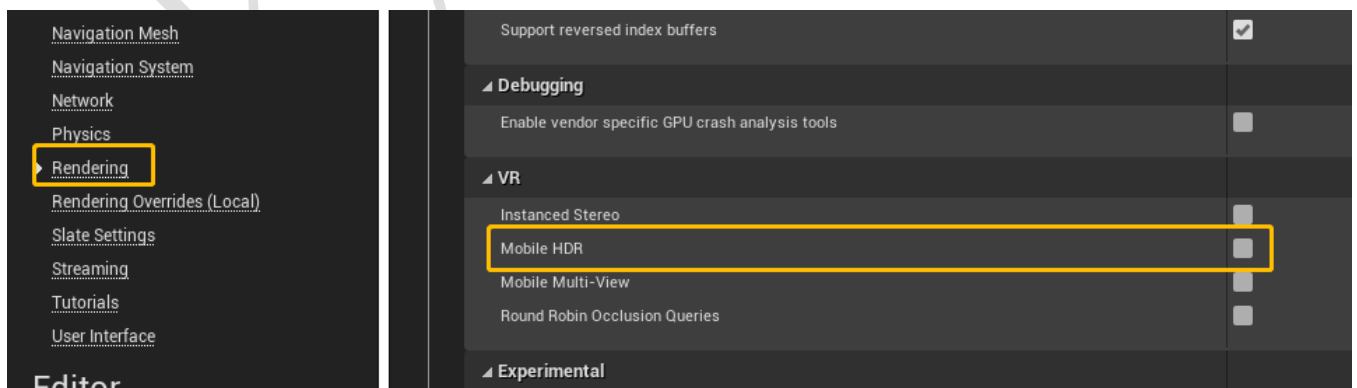 Navigation Mesh
Navigation System
Network
Physics
Rendering
Rendering Overrides (Local)
Slate Settings
Streaming
Tutorials
User Interface
Editor
Support reversed index buffers
Debugging
Enable vendor specific GPU crash analysis tools
VR
Instanced Stereo
Mobile HDR
Mobile Multi-View
Round Robin Occlusion Queries
Experimental